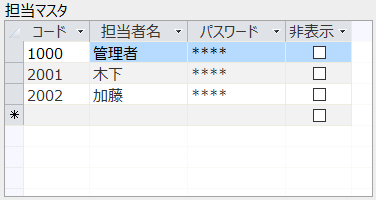 担当マスタ
コード 担当者名 パスワード 非表示
1000 管理者 ****
2001 木下 ****
2002 加藤 ****
*